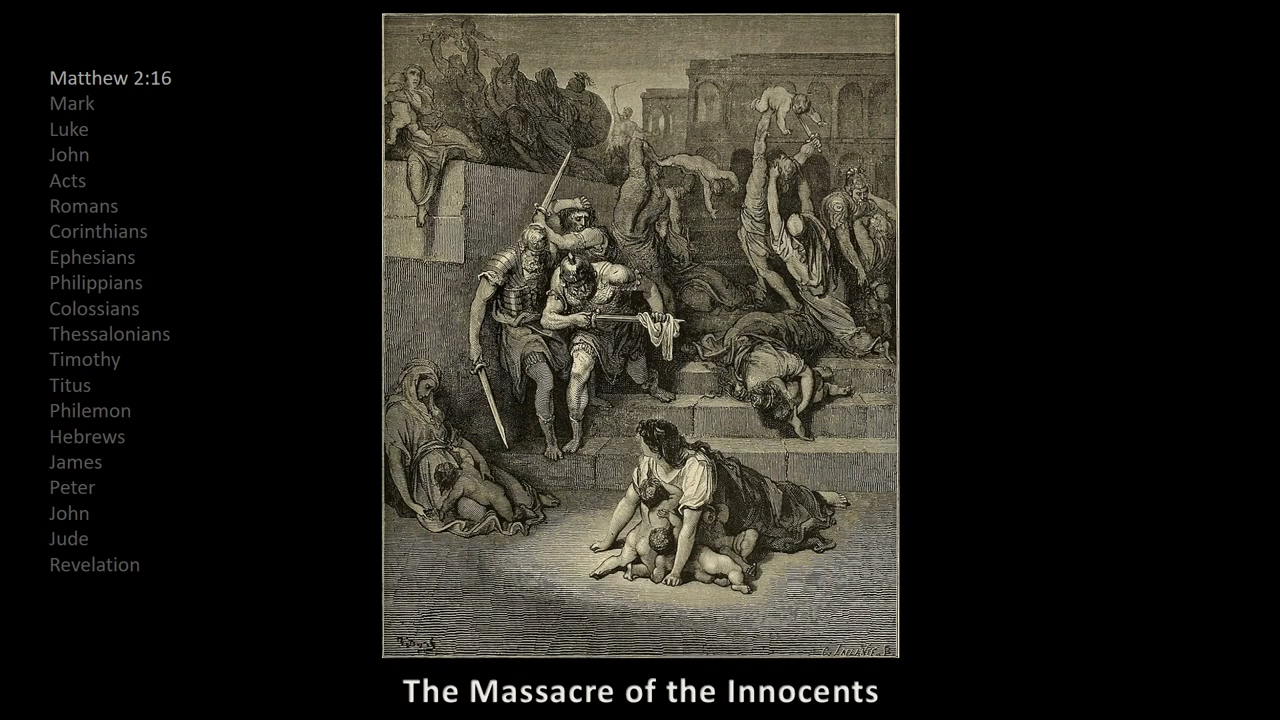 Matthew 2:16
Mark
Luke
John
Acts
Romans
Corinthians
Ephesians
Philippians
Colossians
Thessalonians
Timothy
Titus
Philemon
Hebrews
James
Peter
John
Jude
Revelation
The Massacre of the Innocents